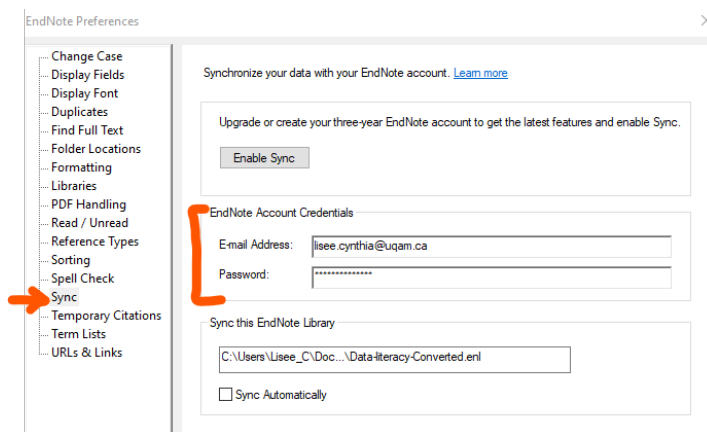 EndNote Preferences
Change Case
Display Fields
Display Font
Duplicates
Find Full Text
Folder Locations
Formatting
Libraries
PDF Handling
Read / Unread
Reference Types
Sorting
Spell Check
Sync
Temporary Citations
Term Lists
URLs & Links
Synchronize your data with your EndNote account. Learn more
Upgrade or create your three-year EndNote account to get the latest features and enable Sync.
Enable Sync
EndNote Account Credentials
E-mail Address: lisee.cynthia@uqam.ca
Password: **************
Sync this EndNote Library
C:\Users\Lisee_C\Doc...\Data-literacy-Converted.enl
Sync Automatically